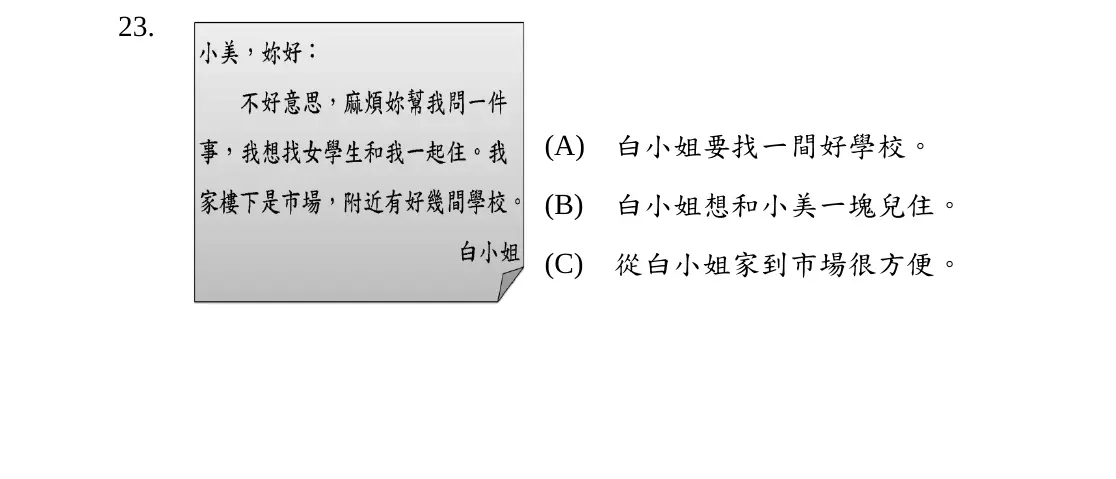 23.
小美，妳好：
不好意思，麻煩妳幫我問一件
事，我想找女學生和我一起住。我
家樓下是市場，附近有好幾間學校。
白小姐
(A) 白小姐要找一間好學校。
(B) 白小姐想和小美一塊兒住。
(C) 從白小姐家到市場很方便。